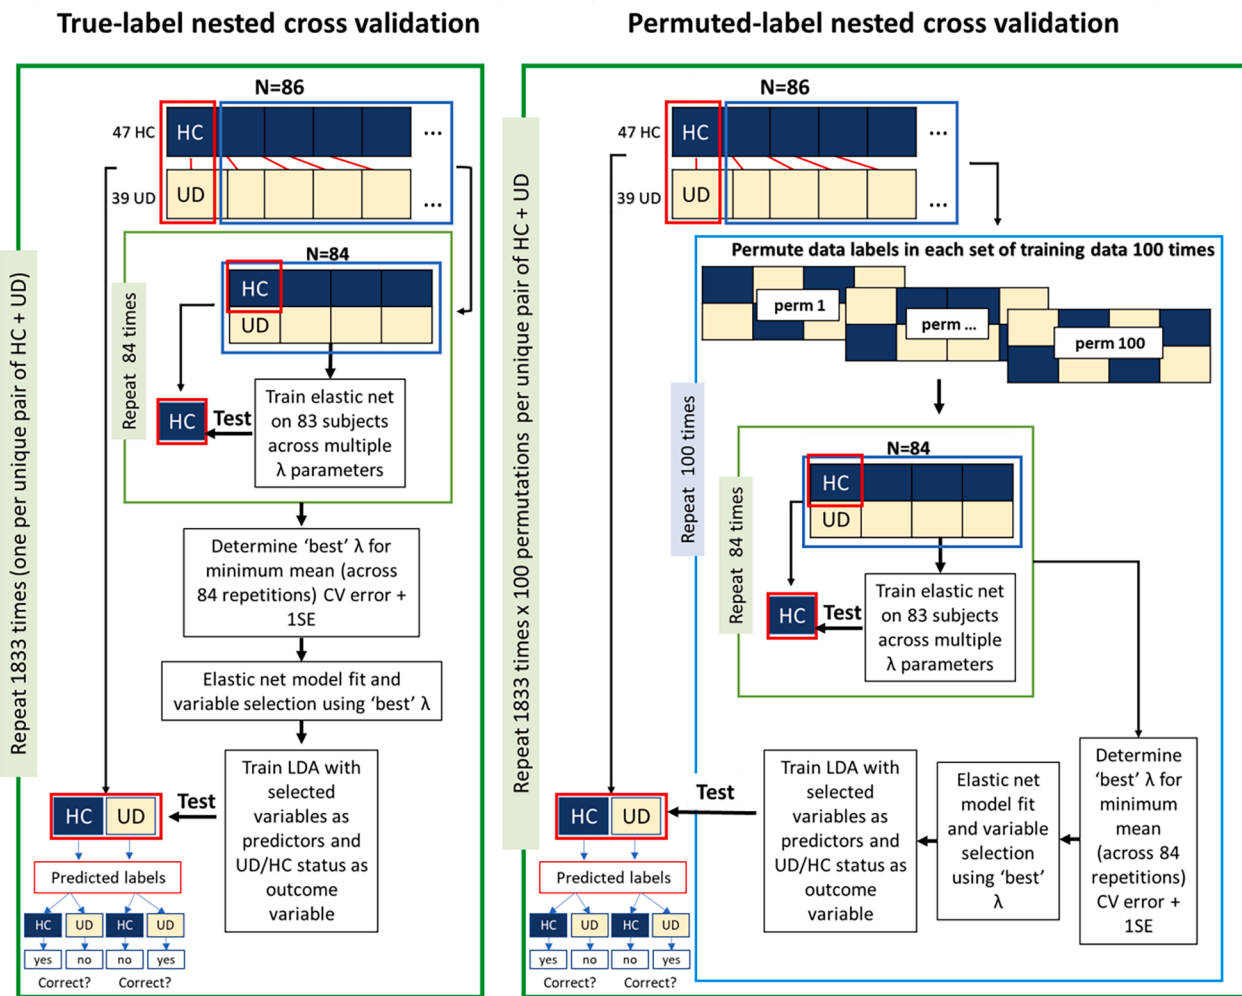 True-label nested cross validation
Repeat 1833 times (one per unique pair of HC + UD)
N=86
47 HC
HC
...
39 UD
UD
...
Repeat 84 times
N=84
HC
UD
HC
Test
Train elastic net
on 83 subjects
across multiple
λ parameters
Determine ‘best’ λ for
minimum mean (across
84 repetitions) CV error +
1SE
Elastic net model fit and
variable selection using ‘best’ λ
Train LDA with
selected
variables as
predictors and
UD/HC status as
outcome
variable
Test
HC UD
Predicted labels
HC UD HC UD
yes no no yes
Correct? Correct?
Permuted-label nested cross validation
Repeat 1833 times x 100 permutations per unique pair of HC + UD
N=86
47 HC
HC
...
39 UD
UD
...
Permute data labels in each set of training data 100 times
perm 1
perm ...
perm 100
Repeat 100 times
Repeat 84 times
N=84
HC
UD
HC
Test
Train elastic net
on 83 subjects
across multiple
λ parameters
Determine
‘best’ λ for
minimum
mean
(across 84
repetitions)
CV error +
1SE
Elastic net
model fit
and variable
selection
using ‘best’
λ
Train LDA with
selected
variables as
predictors and
UD/HC status as
outcome
variable
Test
HC UD
Predicted labels
HC UD HC UD
yes no no yes
Correct? Correct?